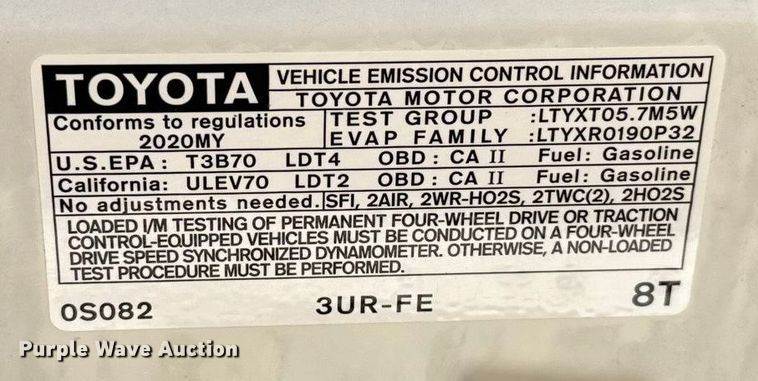 TOYOTA VEHICLE EMISSION CONTROL INFORMATION
TOYOTA MOTOR CORPORATION
Conforms to regulations TEST GROUP :LTYXT05.7M5W
2020MY EVAP FAMILY :LTYXR0190P32
U.S.EPA: T3B70 LDT4 OBD: CA II Fuel: Gasoline
California: ULEV70 LDT2 OBD: CA II Fuel: Gasoline
No adjustments needed. SFI, 2AIR, 2WR-HO2S, 2TWC(2), 2HO2S
LOADED I/M TESTING OF PERMANENT FOUR-WHEEL DRIVE OR TRACTION
CONTROL-EQUIPPED VEHICLES MUST BE CONDUCTED ON A FOUR-WHEEL
DRIVE SPEED SYNCHRONIZED DYNAMOMETER. OTHERWISE, A NON-LOADED
TEST PROCEDURE MUST BE PERFORMED.
0S082 3UR-FE 8T
Purple Wave Auction